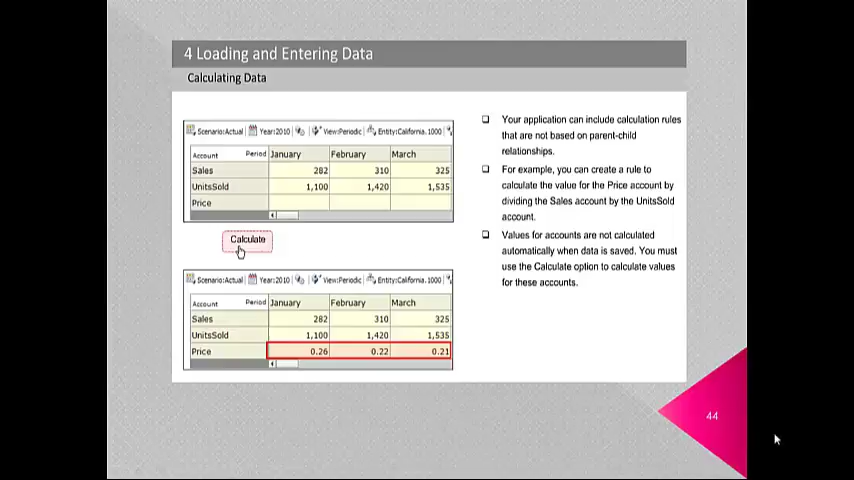 4 Loading and Entering Data
Calculating Data
Scenario:Actual Year:2010 View:Periodic Entity:California.1000
Account Period January February March
Sales 282 310 325
UnitsSold 1,100 1,420 1,535
Price
Calculate
Scenario:Actual Year:2010 View:Periodic Entity:California.1000
Account Period January February March
Sales 282 310 325
UnitsSold 1,100 1,420 1,535
Price 0.26 0.22 0.21
Your application can include calculation rules
that are not based on parent-child
relationships.
For example, you can create a rule to
calculate the value for the Price account by
dividing the Sales account by the UnitsSold
account.
Values for accounts are not calculated
automatically when data is saved. You must
use the Calculate option to calculate values
for these accounts.
44